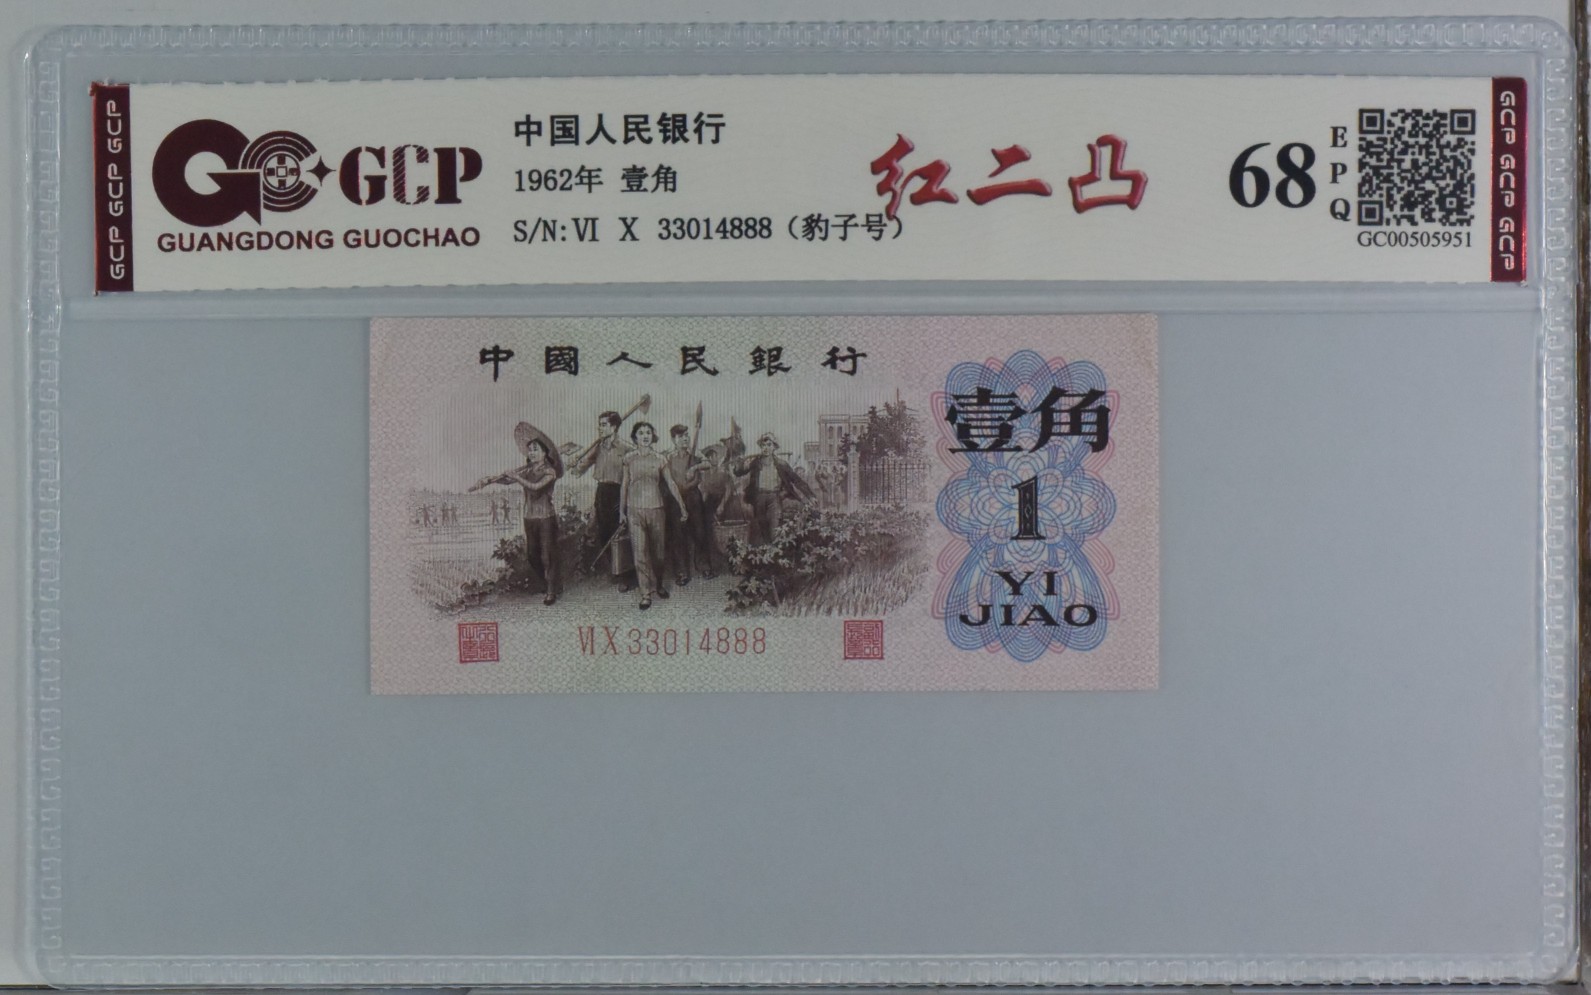 GCP GCP GCP
GCP
GUANGDONG GUOCHAO
中国人民银行
1962年 壹角
S/N:Ⅵ X 33014888（豹子号）
红二凸
68
EPQ
GC00505951
GCP GCP GCP
中國人民銀行
壹角
1
YI
JIAO
ⅥX33014888